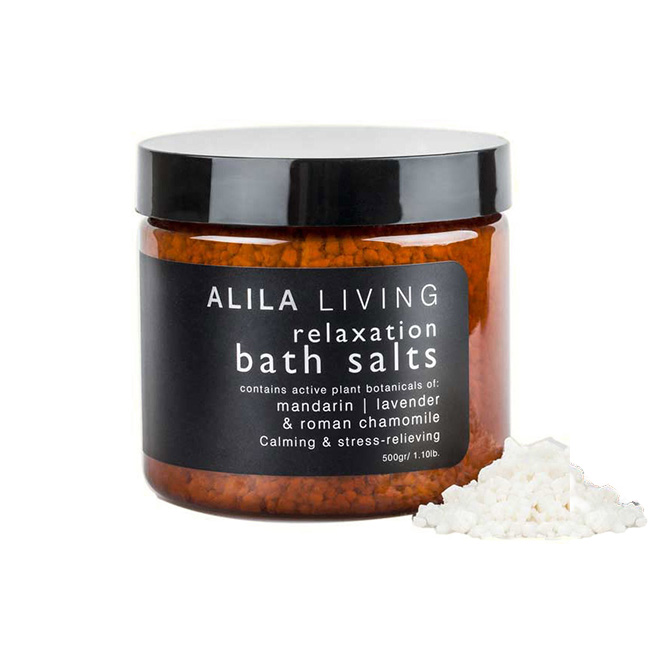 ALILA LIVING
relaxation
bath salts
contains active plant botanicals of:
mandarin | lavender
& roman chamomile
Calming & stress-relieving
500gr/ 1.10lb.